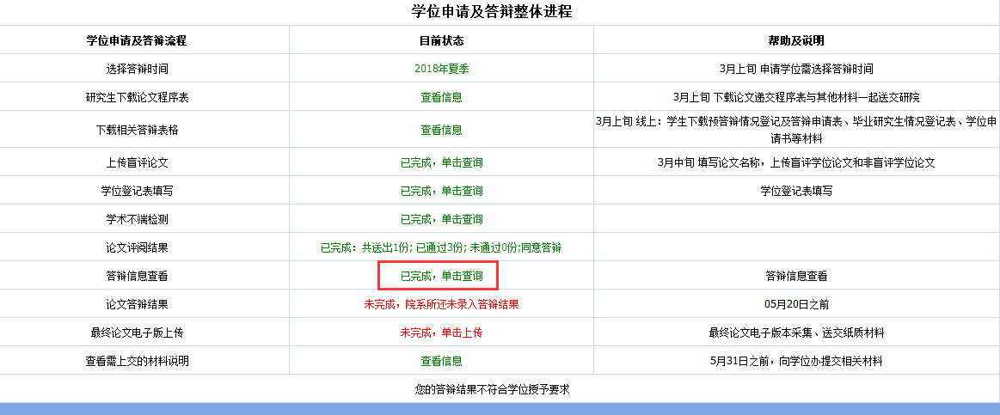 学位申请及答辩整体进程
学位申请及答辩流程 目前状态 帮助及说明
选择答辩时间 2018年夏季 3月上旬 申请学位需选择答辩时间
研究生下载论文程序表 查看信息 3月上旬 下载论文递交程序表与其他材料一起送交研院
下载相关答辩表格 查看信息 3月上旬 线上：学生下载预答辩情况登记及答辩申请表、毕业研究生情况登记表、学位申
请书等材料
上传盲评论文 已完成，单击查询 3月中旬 填写论文名称，上传盲评学位论文和非盲评学位论文
学位登记表填写 已完成，单击查询 学位登记表填写
学术不端检测 已完成，单击查询
论文评阅结果 已完成：共送出1份; 已通过3份; 未通过0份;同意答辩
答辩信息查看 已完成，单击查询 答辩信息查看
论文答辩结果 未完成，院系所还未录入答辩结果 05月20日之前
最终论文电子版上传 未完成，单击上传 最终论文电子版本采集、送交纸质材料
查看需上交的材料说明 查看信息 5月31日之前，向学位办提交相关材料
您的答辩结果不符合学位授予要求